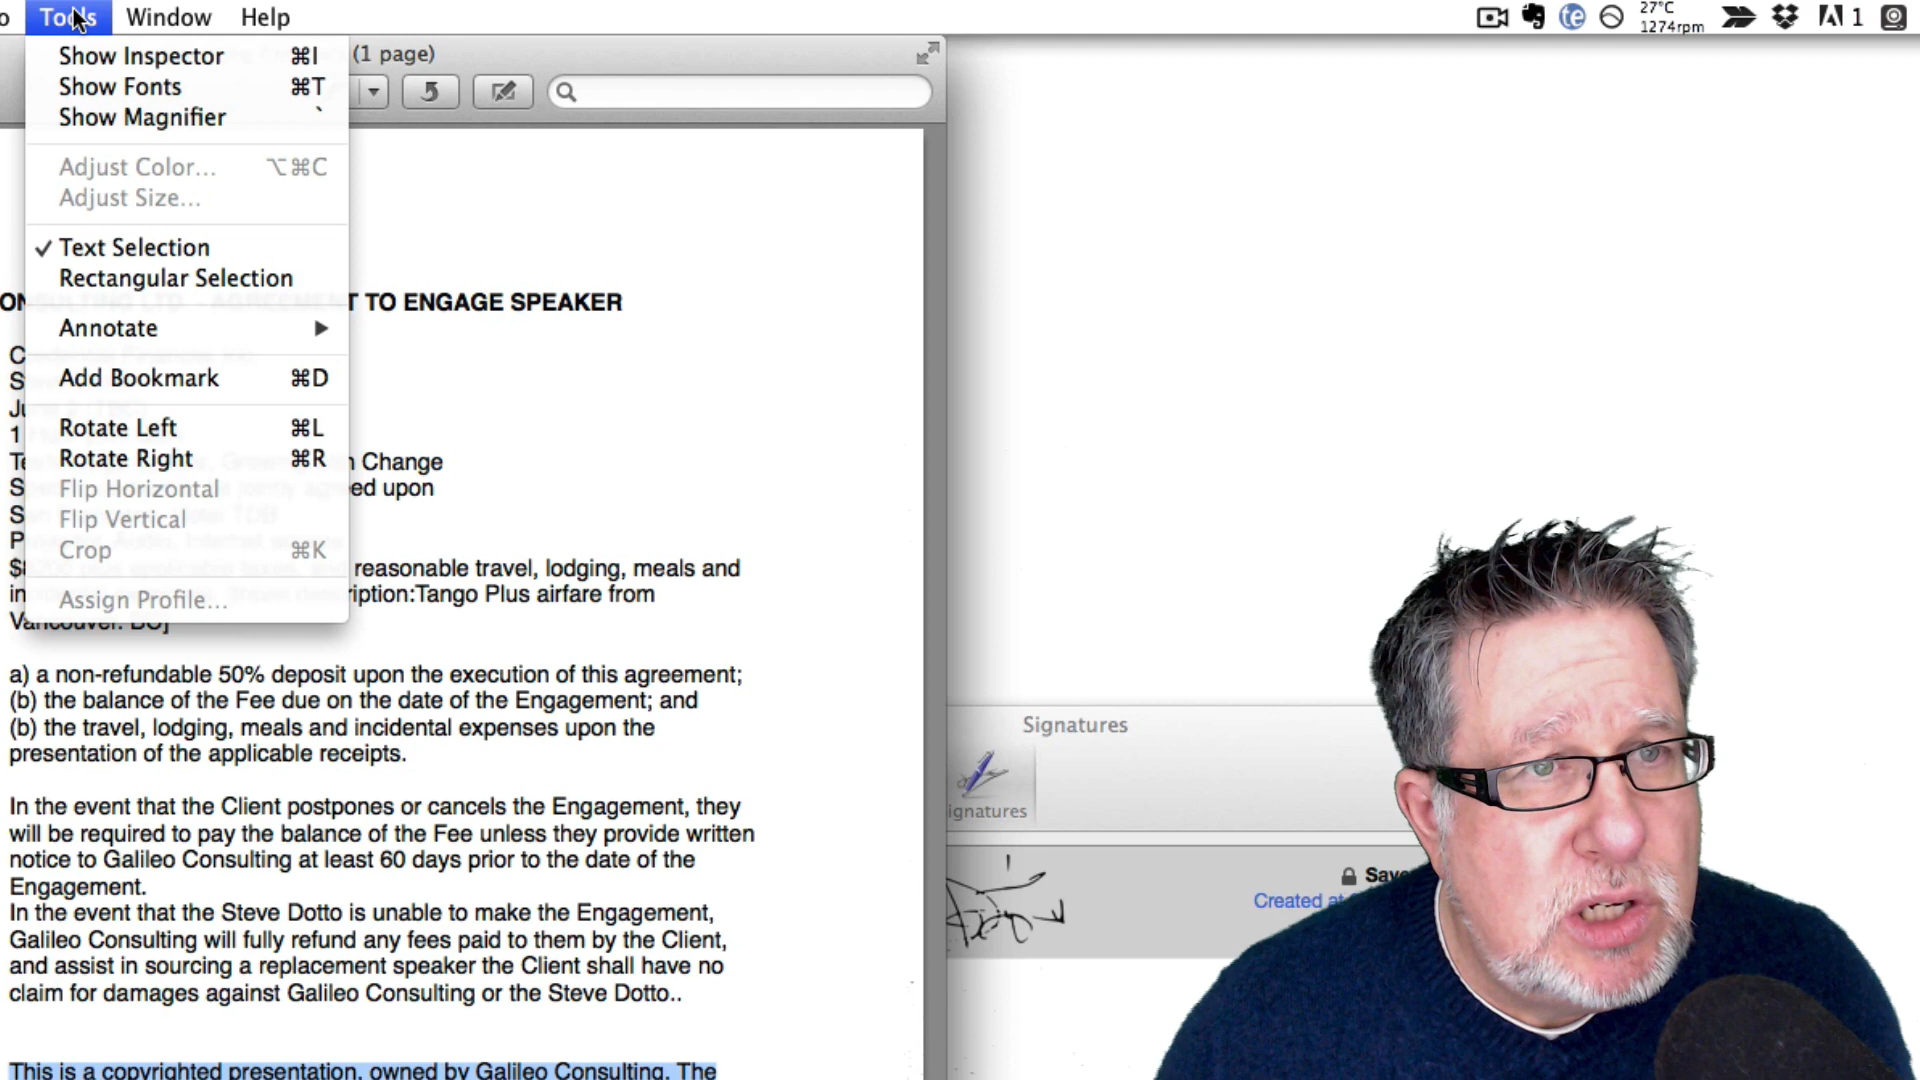 Tools Window Help
27°C
1274rpm
1
Show Inspector ⌘I
Show Fonts ⌘T
Show Magnifier `
Adjust Color... ⌥⌘C
Adjust Size...
✓ Text Selection
Rectangular Selection
Annotate ▶
Add Bookmark ⌘D
Rotate Left ⌘L
Rotate Right ⌘R
Flip Horizontal
Flip Vertical
Crop ⌘K
Assign Profile...
(1 page)
AGREEMENT TO ENGAGE SPEAKER
Change
ed upon
reasonable travel, lodging, meals and
iption:Tango Plus airfare from
Vancouver. BC]
a) a non-refundable 50% deposit upon the execution of this agreement;
(b) the balance of the Fee due on the date of the Engagement; and
(b) the travel, lodging, meals and incidental expenses upon the
presentation of the applicable receipts.
In the event that the Client postpones or cancels the Engagement, they
will be required to pay the balance of the Fee unless they provide written
notice to Galileo Consulting at least 60 days prior to the date of the
Engagement.
In the event that the Steve Dotto is unable to make the Engagement,
Galileo Consulting will fully refund any fees paid to them by the Client,
and assist in sourcing a replacement speaker the Client shall have no
claim for damages against Galileo Consulting or the Steve Dotto..
This is a copyrighted presentation, owned by Galileo Consulting. The
Signatures
ignatures
Save
Created at